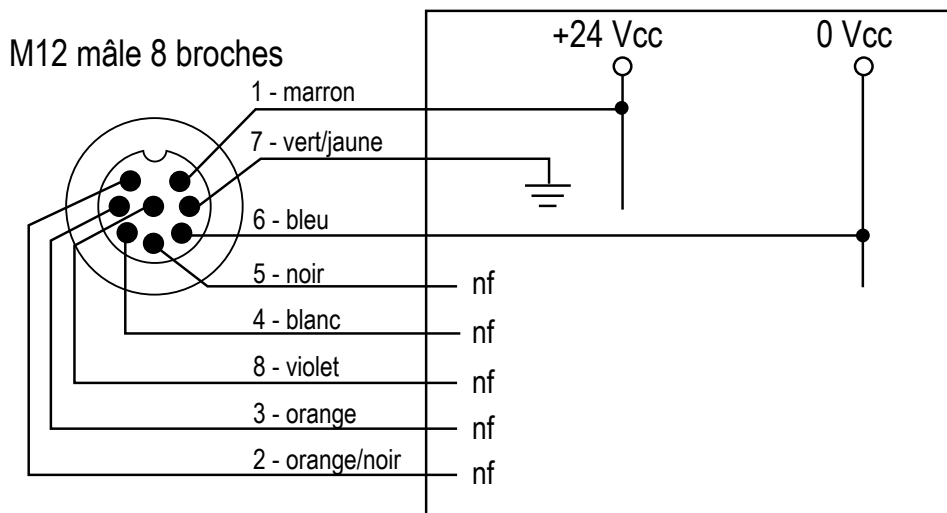 M12 mâle 8 broches
+24 Vcc
0 Vcc
1 - marron
7 - vert/jaune
6 - bleu
5 - noir
nf
4 - blanc
nf
8 - violet
nf
3 - orange
nf
2 - orange/noir
nf